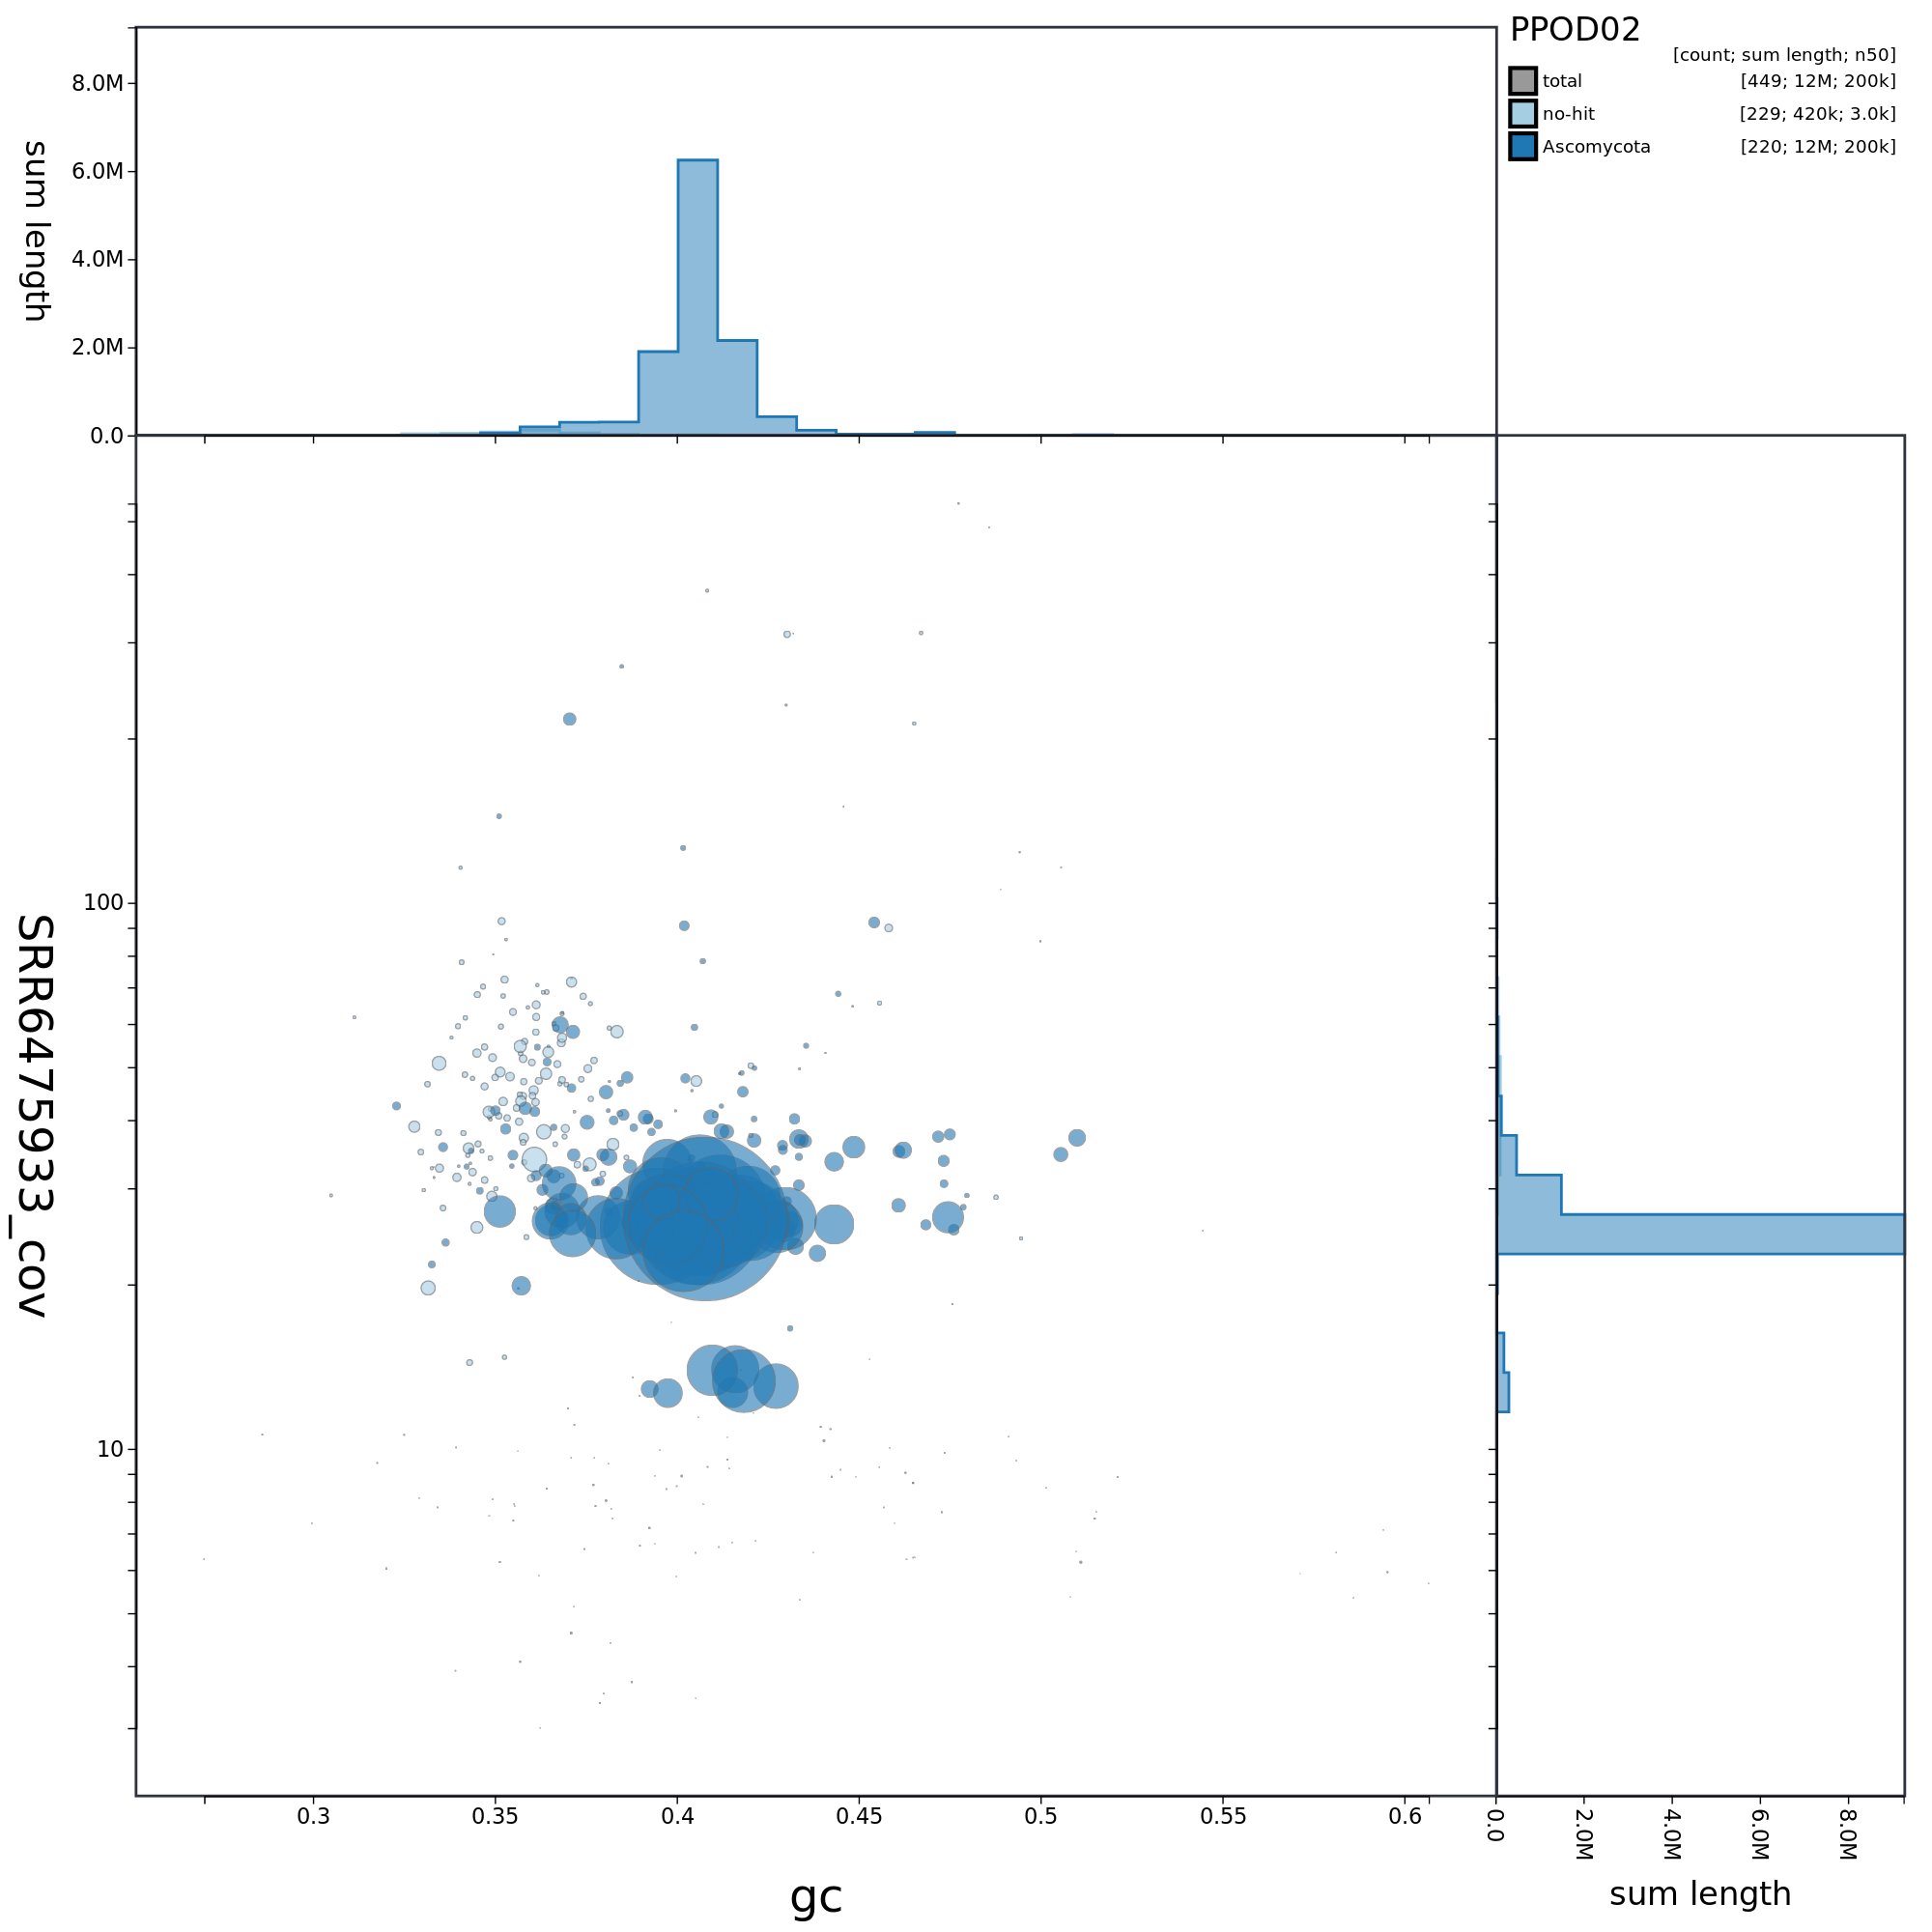 PPOD02
[count; sum length; n50]
total [449; 12M; 200k]
no-hit [229; 420k; 3.0k]
Ascomycota [220; 12M; 200k]
sum length
8.0M
6.0M
4.0M
2.0M
0.0
SRR6475933_cov
100
10
0.3 0.35 0.4 0.45 0.5 0.55 0.6
gc
0.0 2.0M 4.0M 6.0M 8.0M
sum length